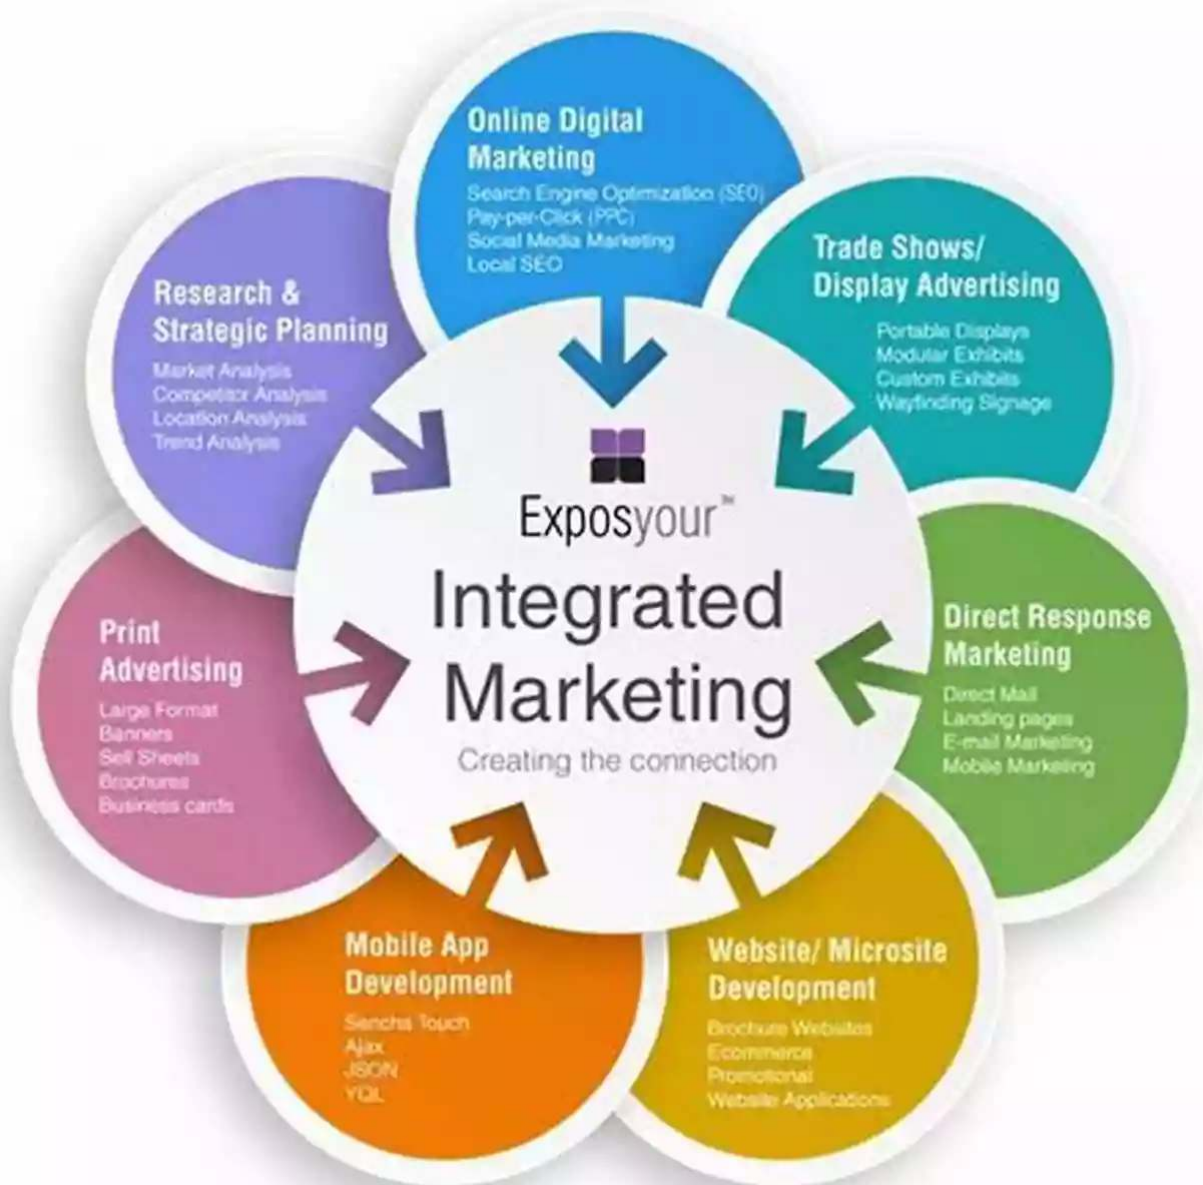 Online Digital
Marketing
Search Engine Optimization (SEO)
Pay-per-Click (PPC)
Social Media Marketing
Local SEO
Trade Shows/
Display Advertising
Portable Displays
Modular Exhibits
Custom Exhibits
Wayfinding Signage
Direct Response
Marketing
Direct Mail
Landing pages
E-mail Marketing
Mobile Marketing
Website/ Microsite
Development
Brochure Websites
Ecommerce
Promotional
Website Applications
Mobile App
Development
Sencha Touch
Ajax
JSON
YQL
Print
Advertising
Large Format
Banners
Sell Sheets
Brochures
Business cards
Research &
Strategic Planning
Market Analysis
Competitor Analysis
Location Analysis
Trend Analysis
Exposyour™
Integrated
Marketing
Creating the connection